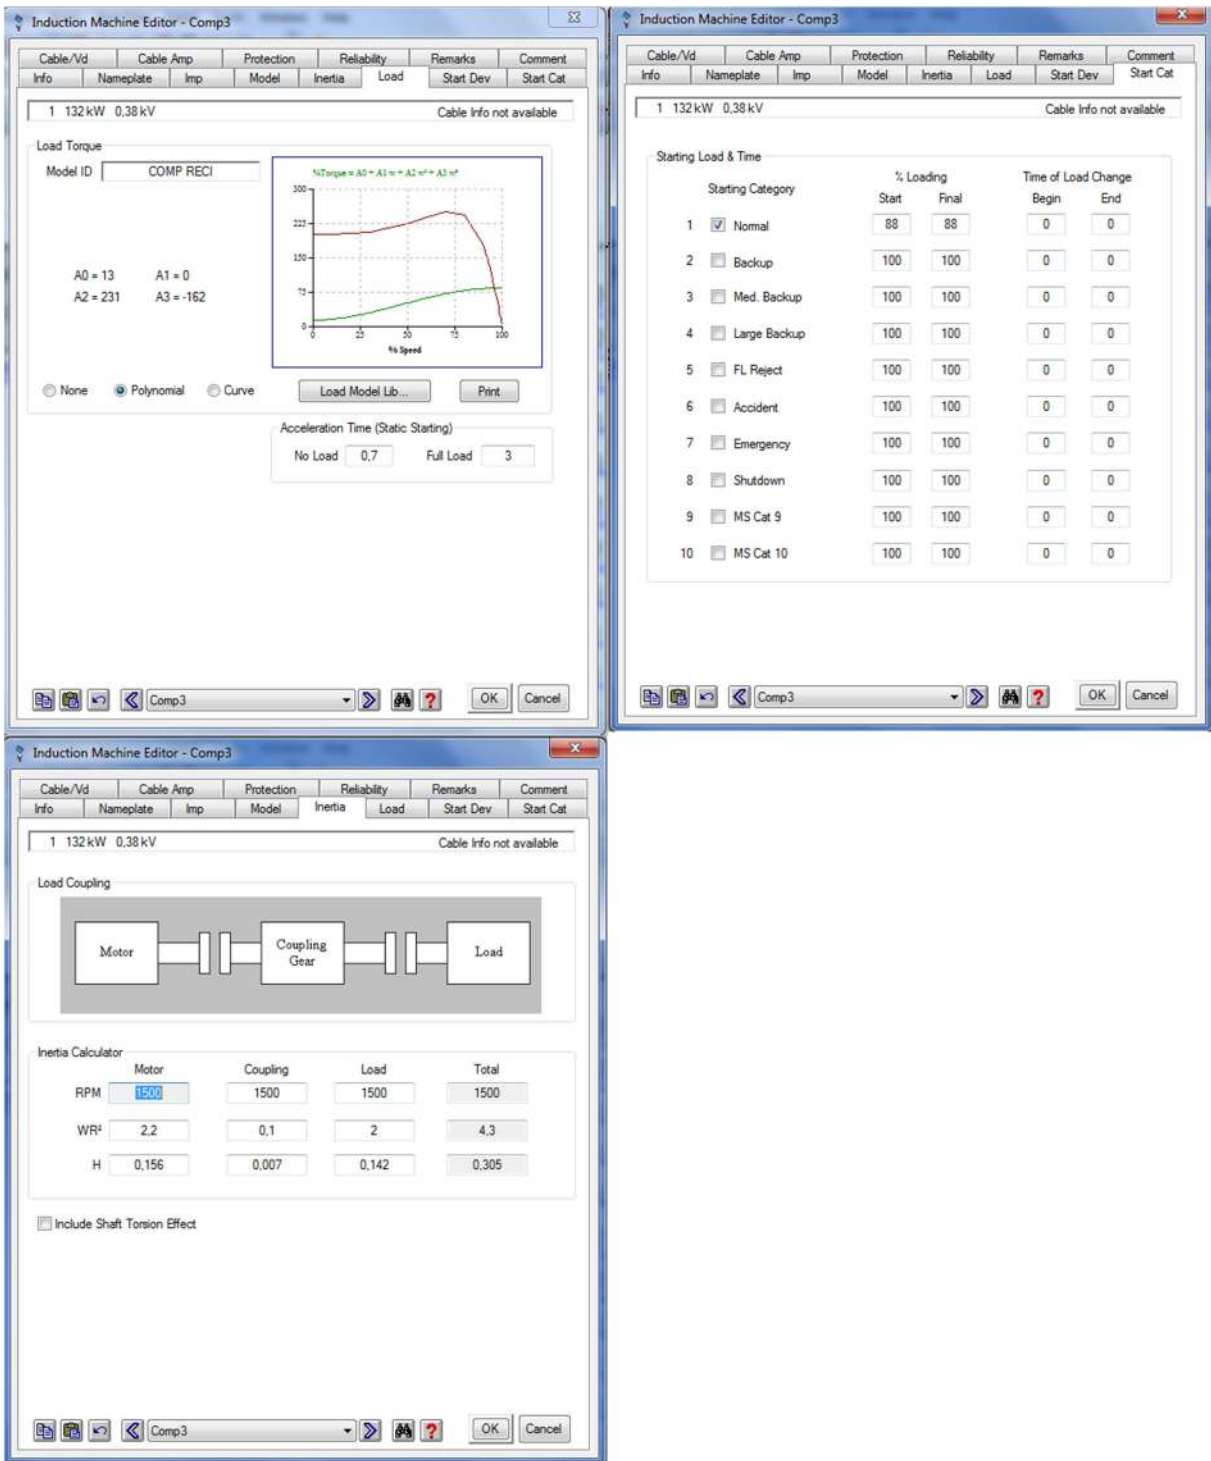 Induction Machine Editor - Comp3
Cable/Vd Cable Amp Protection Reliability Remarks Comment
Info Nameplate Imp Model Inertia Load Start Dev Start Cat
1 132 kW 0,38 kV Cable Info not available
Load Torque
Model ID COMP RECI
%Torque = A0 + A1 ω + A2 ω² + A3 ω³
300
225
150
75
0
0 25 50 75 100
% Speed
A0 = 13 A1 = 0
A2 = 231 A3 = -162
None Polynomial Curve Load Model Lib... Print
Acceleration Time (Static Starting)
No Load 0,7 Full Load 3
Comp3 ? OK Cancel
Induction Machine Editor - Comp3
Cable/Vd Cable Amp Protection Reliability Remarks Comment
Info Nameplate Imp Model Inertia Load Start Dev Start Cat
1 132 kW 0,38 kV Cable Info not available
Starting Load & Time
% Loading Time of Load Change
Starting Category Start Final Begin End
1 Normal 88 88 0 0
2 Backup 100 100 0 0
3 Med. Backup 100 100 0 0
4 Large Backup 100 100 0 0
5 FL Reject 100 100 0 0
6 Accident 100 100 0 0
7 Emergency 100 100 0 0
8 Shutdown 100 100 0 0
9 MS Cat 9 100 100 0 0
10 MS Cat 10 100 100 0 0
Comp3 ? OK Cancel
Induction Machine Editor - Comp3
Cable/Vd Cable Amp Protection Reliability Remarks Comment
Info Nameplate Imp Model Inertia Load Start Dev Start Cat
1 132 kW 0,38 kV Cable Info not available
Load Coupling
Motor Coupling Gear Load
Inertia Calculator
Motor Coupling Load Total
RPM 1500 1500 1500 1500
WR² 2,2 0,1 2 4,3
H 0,156 0,007 0,142 0,305
Include Shaft Torsion Effect
Comp3 ? OK Cancel